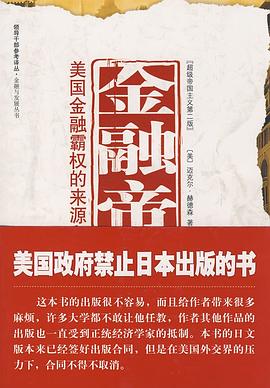 领导干部参考译丛·金融与发展丛书
『超级帝国主义第二版』
[美] 迈克尔·赫德森 著
金融帝
美国金融霸权的来源
美国政府禁止日本出版的书
这本书的出版很不容易，而且给作者带来很多
麻烦，许多大学都不敢让他任教，作者其他作品的
出版也一直受到正统经济学家的抵制。本书的日文
版本来已经签好出版合同，但是在美国外交界的压
力下，合同不得不取消。